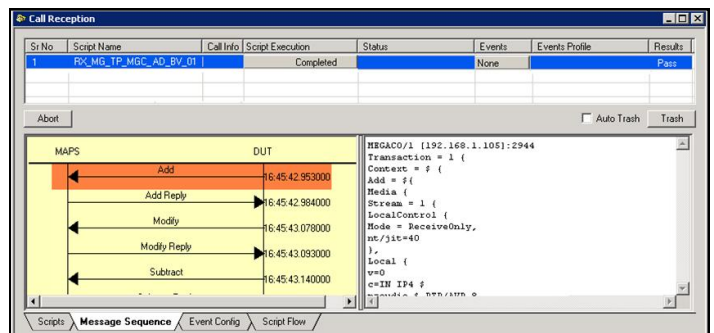 Call Reception
Sr No Script Name Call Info Script Execution Status Events Events Profile Results
1 RX_MG_TP_MGC_AD_BV_01 Completed None Pass
Abort Auto Trash Trash
MAPS DUT
Add
16:45:42.953000
Add Reply
16:45:42.984000
Modify
16:45:43.078000
Modify Reply
16:45:43.093000
Subtract
16:45:43.140000
MEGACO/1 [192.168.1.105]:2944
Transaction = 1 {
Context = $ {
Add = ${
Media {
Stream = 1 {
LocalControl {
Mode = ReceiveOnly,
nt/jit=40
},
Local {
v=0
c=IN IP4 $
Scripts Message Sequence Event Config Script Flow